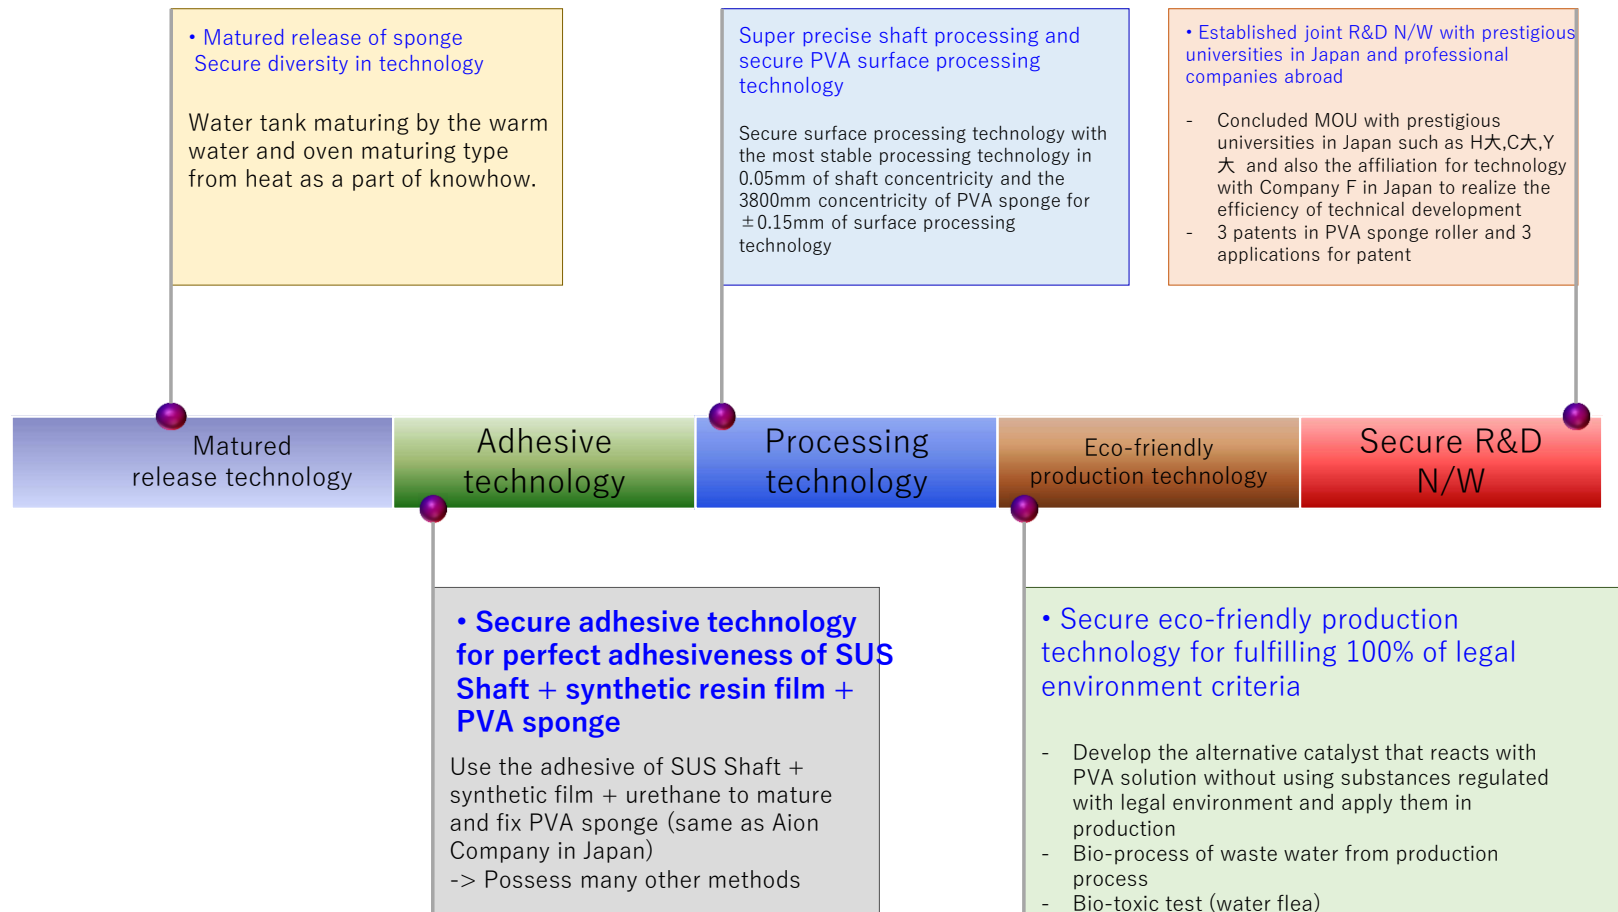 • Matured release of sponge
Secure diversity in technology
Water tank maturing by the warm
water and oven maturing type
from heat as a part of knowhow.
Super precise shaft processing and
secure PVA surface processing
technology
Secure surface processing technology with
the most stable processing technology in
0.05mm of shaft concentricity and the
3800mm concentricity of PVA sponge for
±0.15mm of surface processing
technology
• Established joint R&D N/W with prestigious
universities in Japan and professional
companies abroad
- Concluded MOU with prestigious
universities in Japan such as H大,C大,Y
大 and also the affiliation for technology
with Company F in Japan to realize the
efficiency of technical development
- 3 patents in PVA sponge roller and 3
applications for patent
Matured
release technology
Adhesive
technology
Processing
technology
Eco-friendly
production technology
Secure R&D
N/W
• Secure adhesive technology
for perfect adhesiveness of SUS
Shaft + synthetic resin film +
PVA sponge
Use the adhesive of SUS Shaft +
synthetic film + urethane to mature
and fix PVA sponge (same as Aion
Company in Japan)
-> Possess many other methods
• Secure eco-friendly production
technology for fulfilling 100% of legal
environment criteria
- Develop the alternative catalyst that reacts with
PVA solution without using substances regulated
with legal environment and apply them in
production
- Bio-process of waste water from production
process
- Bio-toxic test (water flea)